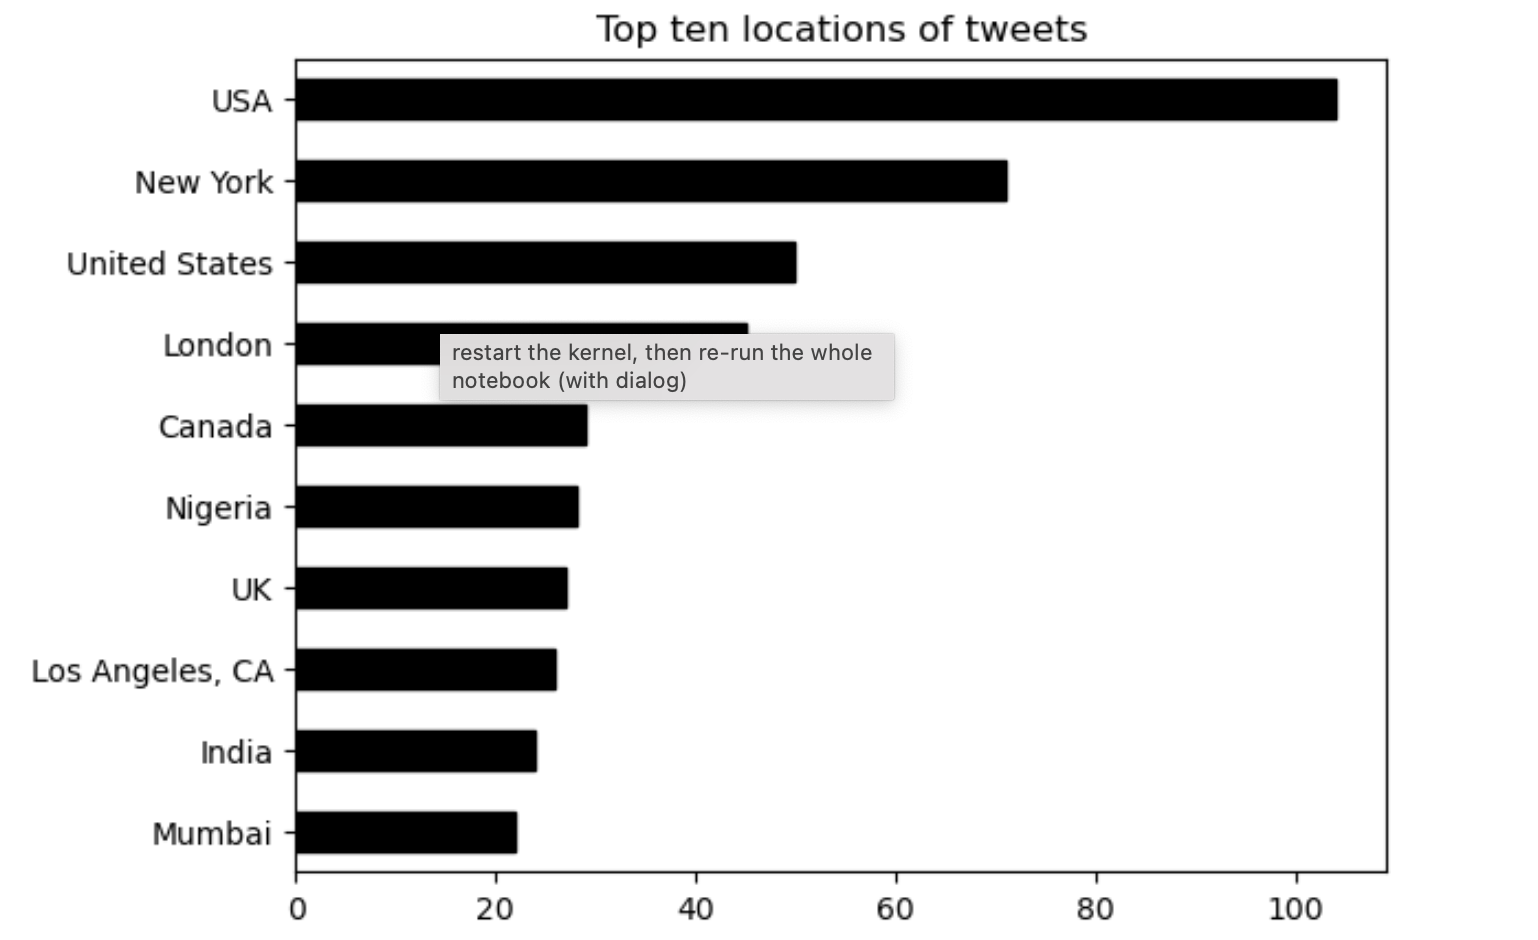 Top ten locations of tweets
USA
New York
United States
London
restart the kernel, then re-run the whole
notebook (with dialog)
Canada
Nigeria
UK
Los Angeles, CA
India
Mumbai
0 20 40 60 80 100